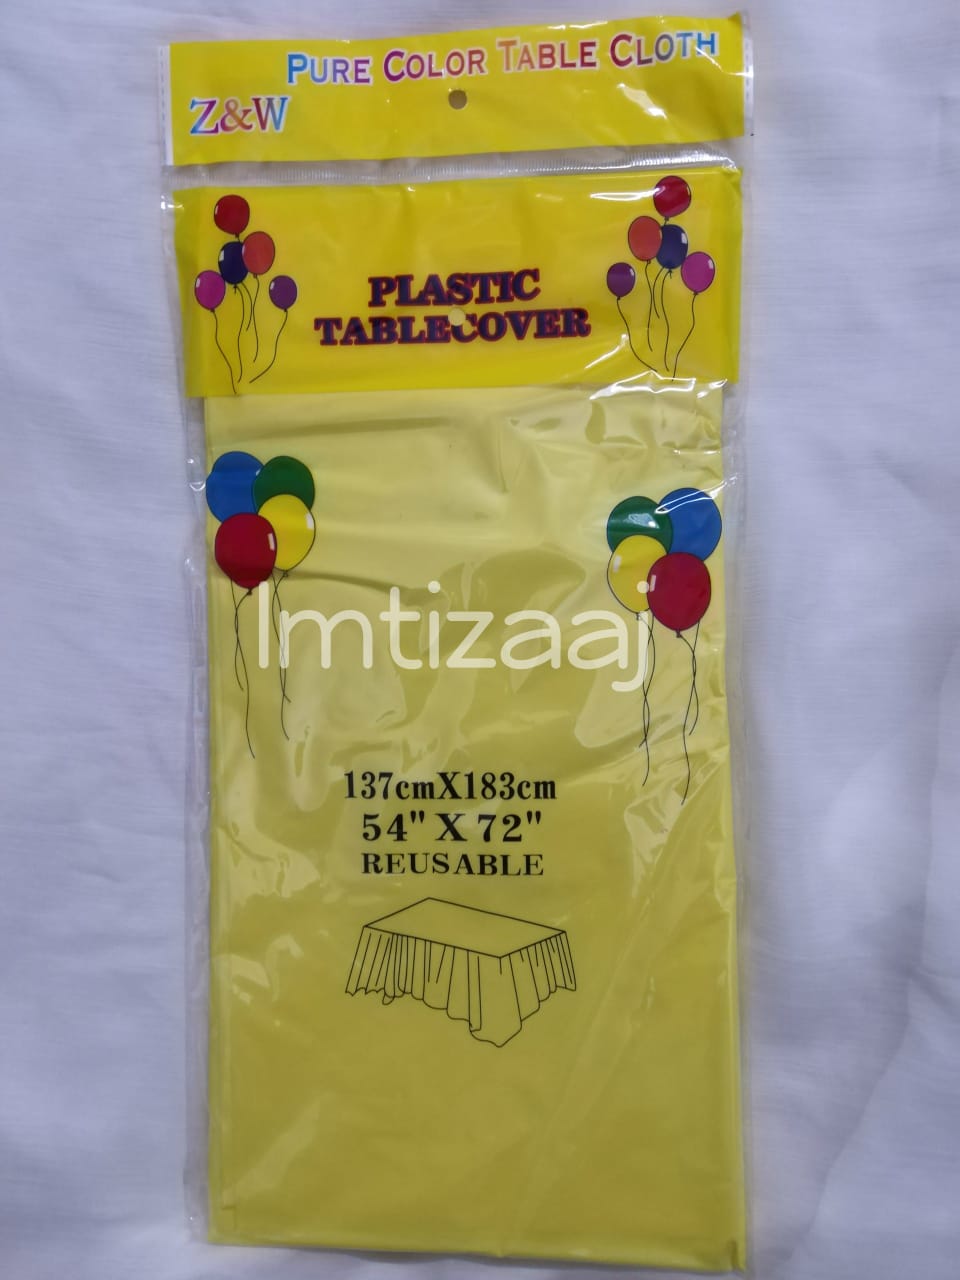 PURE COLOR TABLE CLOTH
Z&W
PLASTIC
TABLECOVER
Imtizaaj
137cmX183cm
54" X 72"
REUSABLE